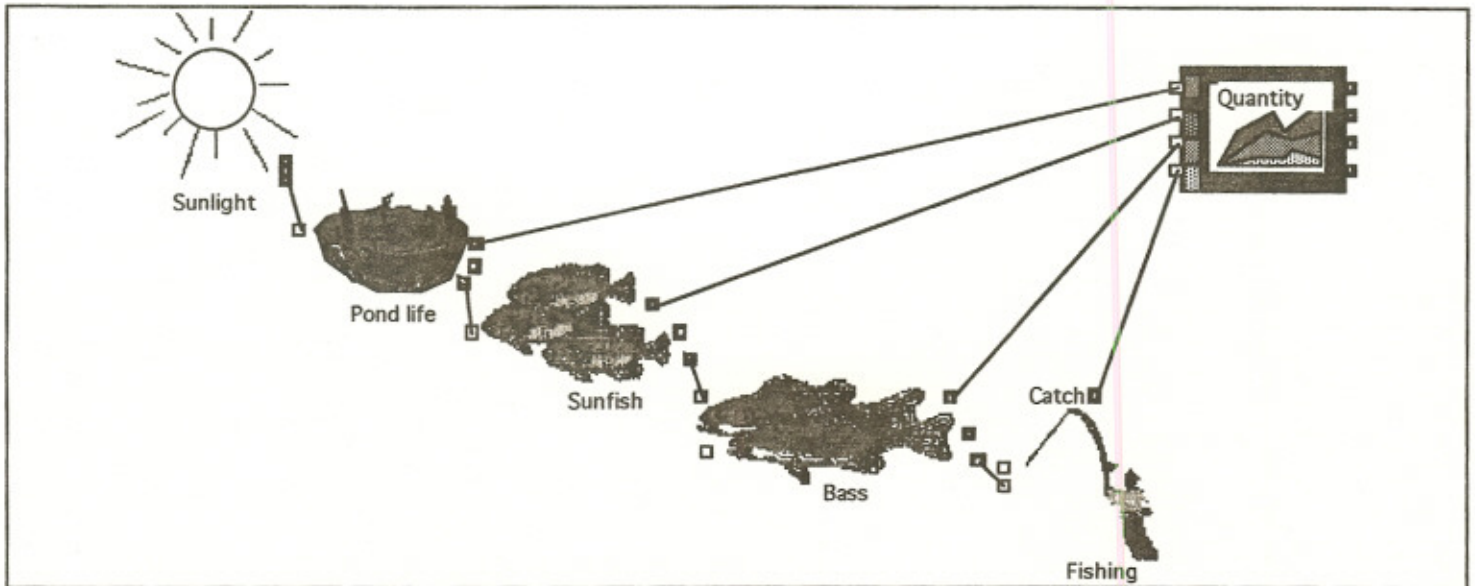 Quantity
Sunlight
Pond life
Sunfish
Catch
Bass
Fishing